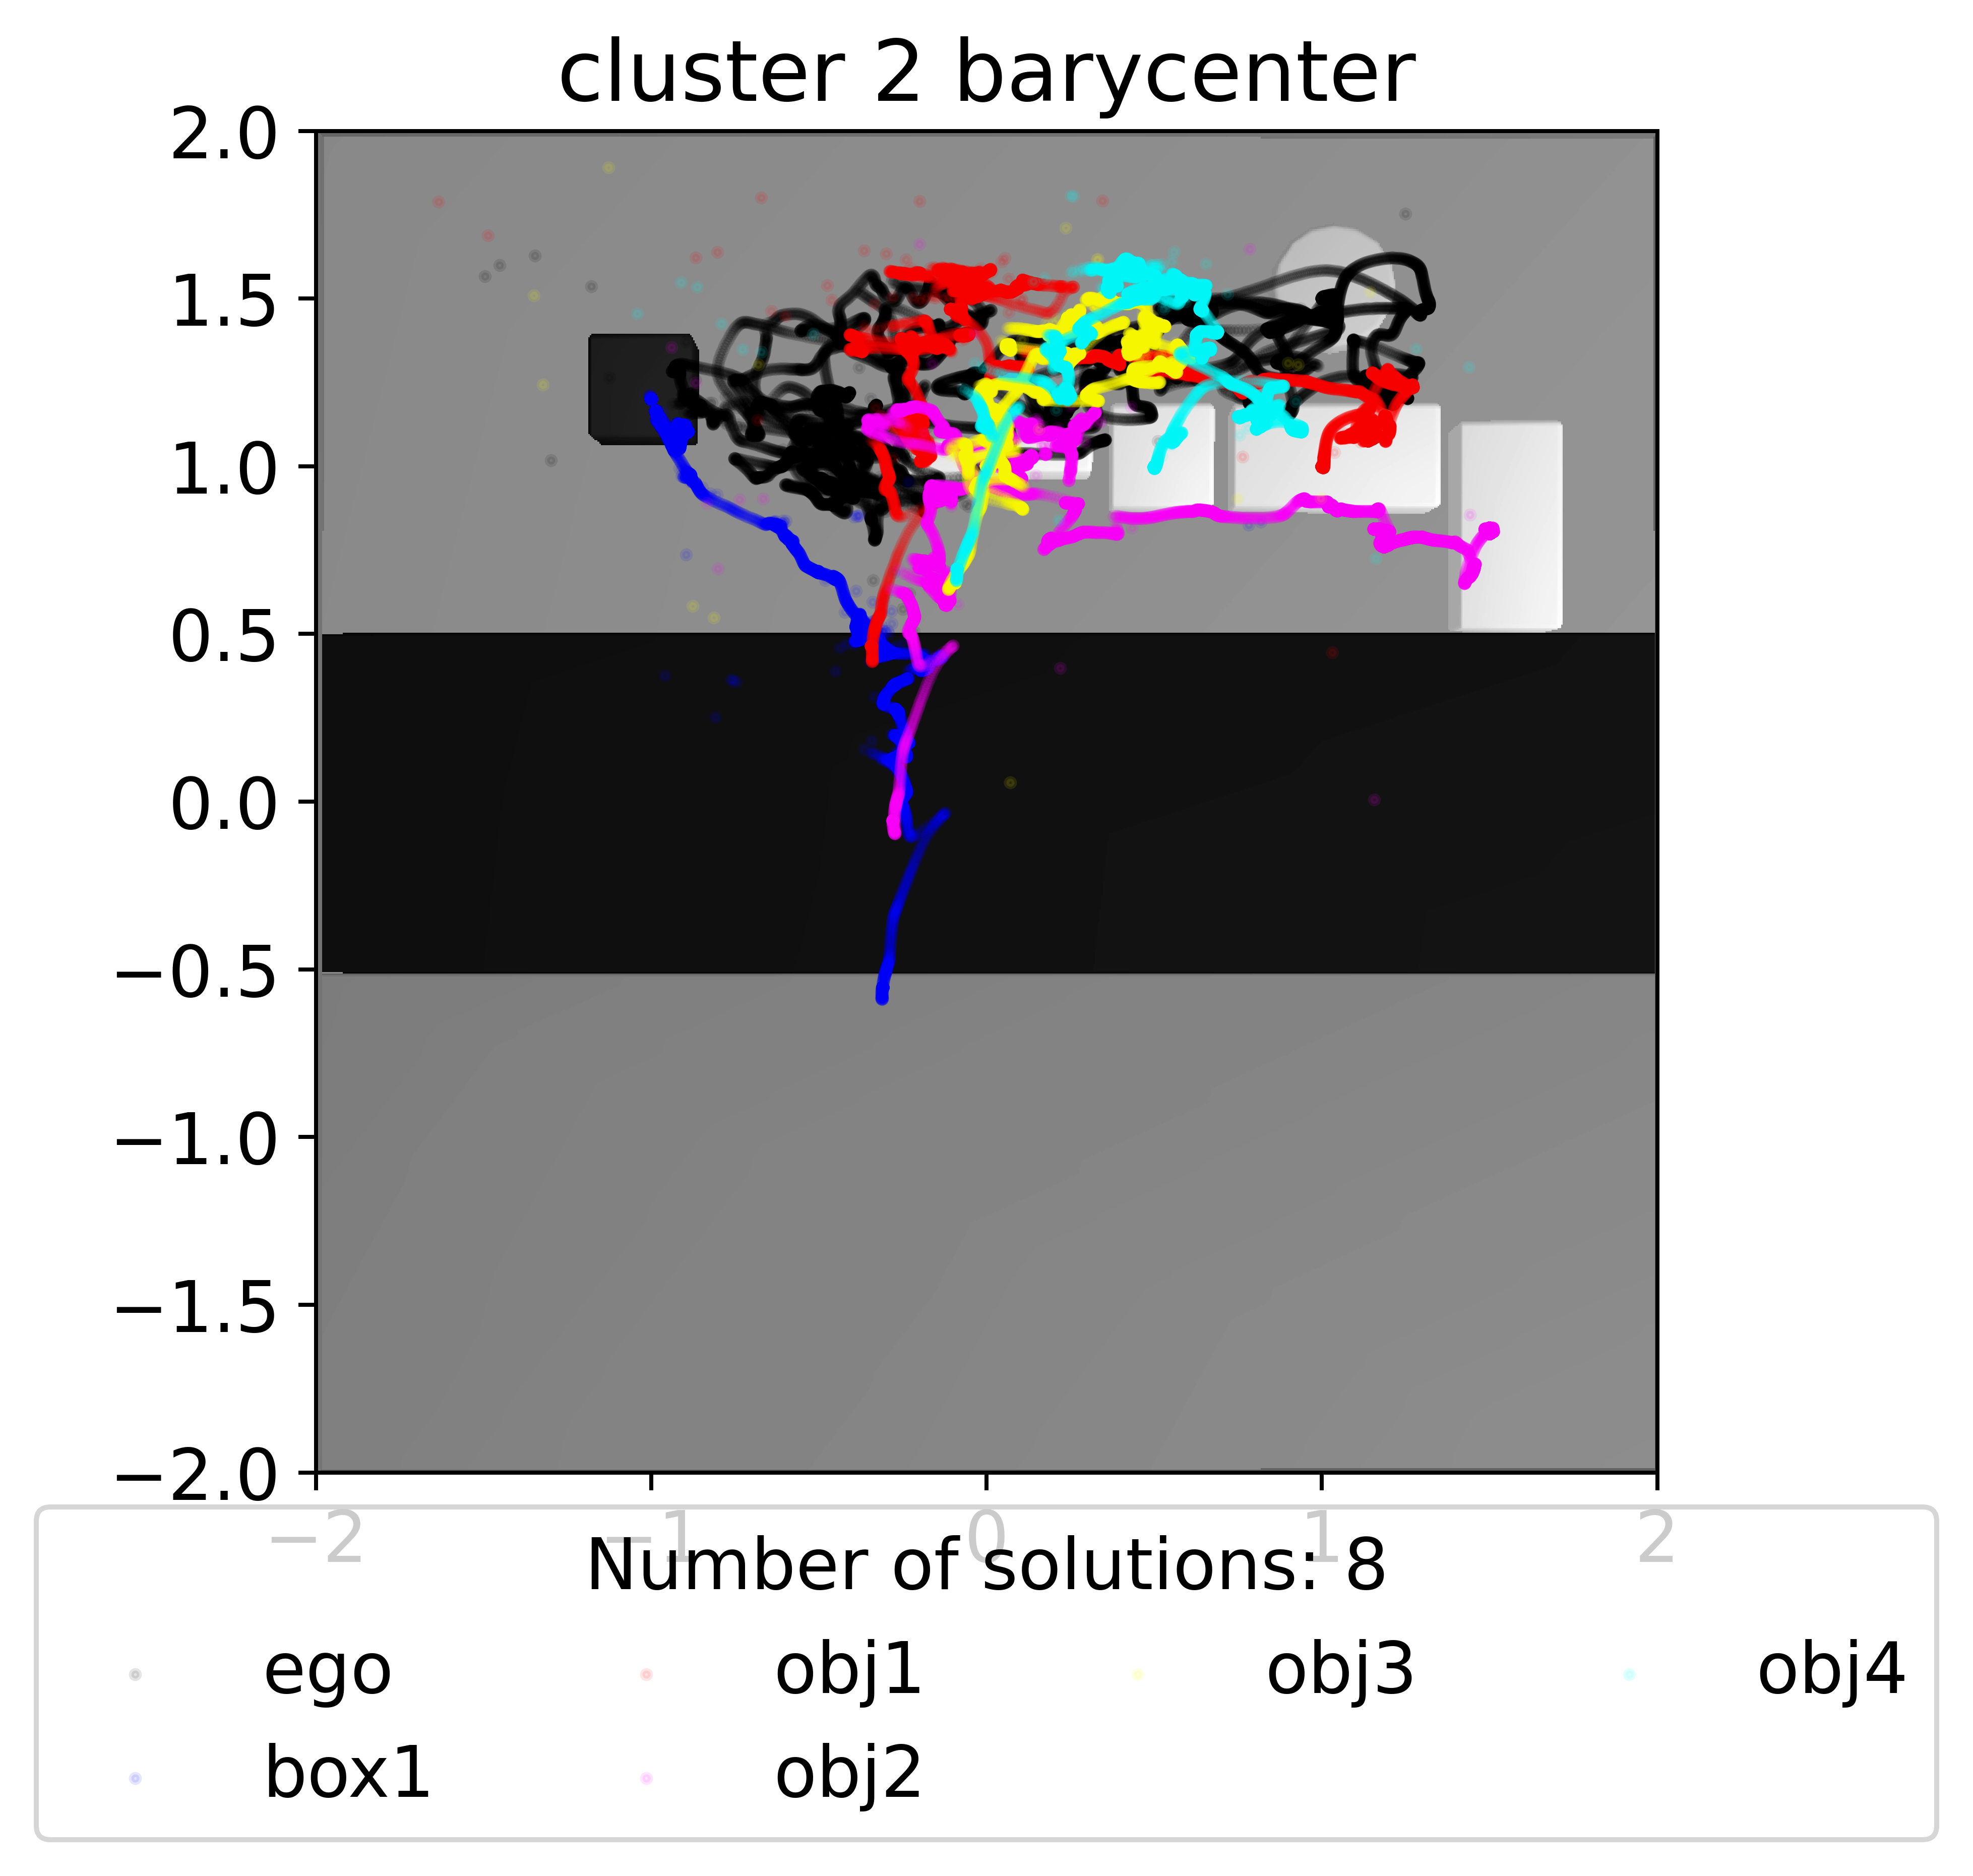 cluster 2 barycenter
2.0
1.5
1.0
0.5
0.0
−0.5
−1.0
−1.5
−2.0
−2 −1 0 1 2
Number of solutions: 8
ego obj1 obj3 obj4
box1 obj2